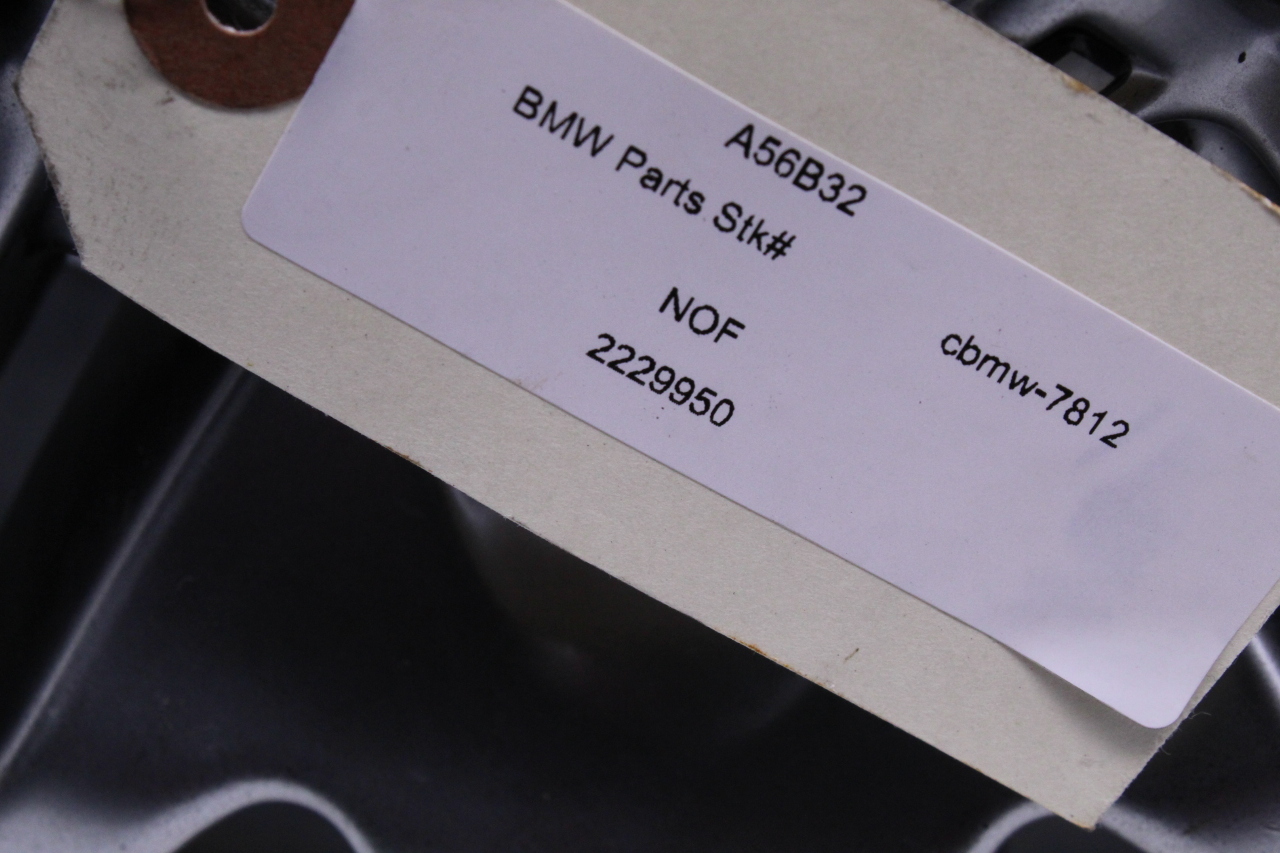 A56B32
BMW Parts Stk#
NOF
2229950
cbmw-7812